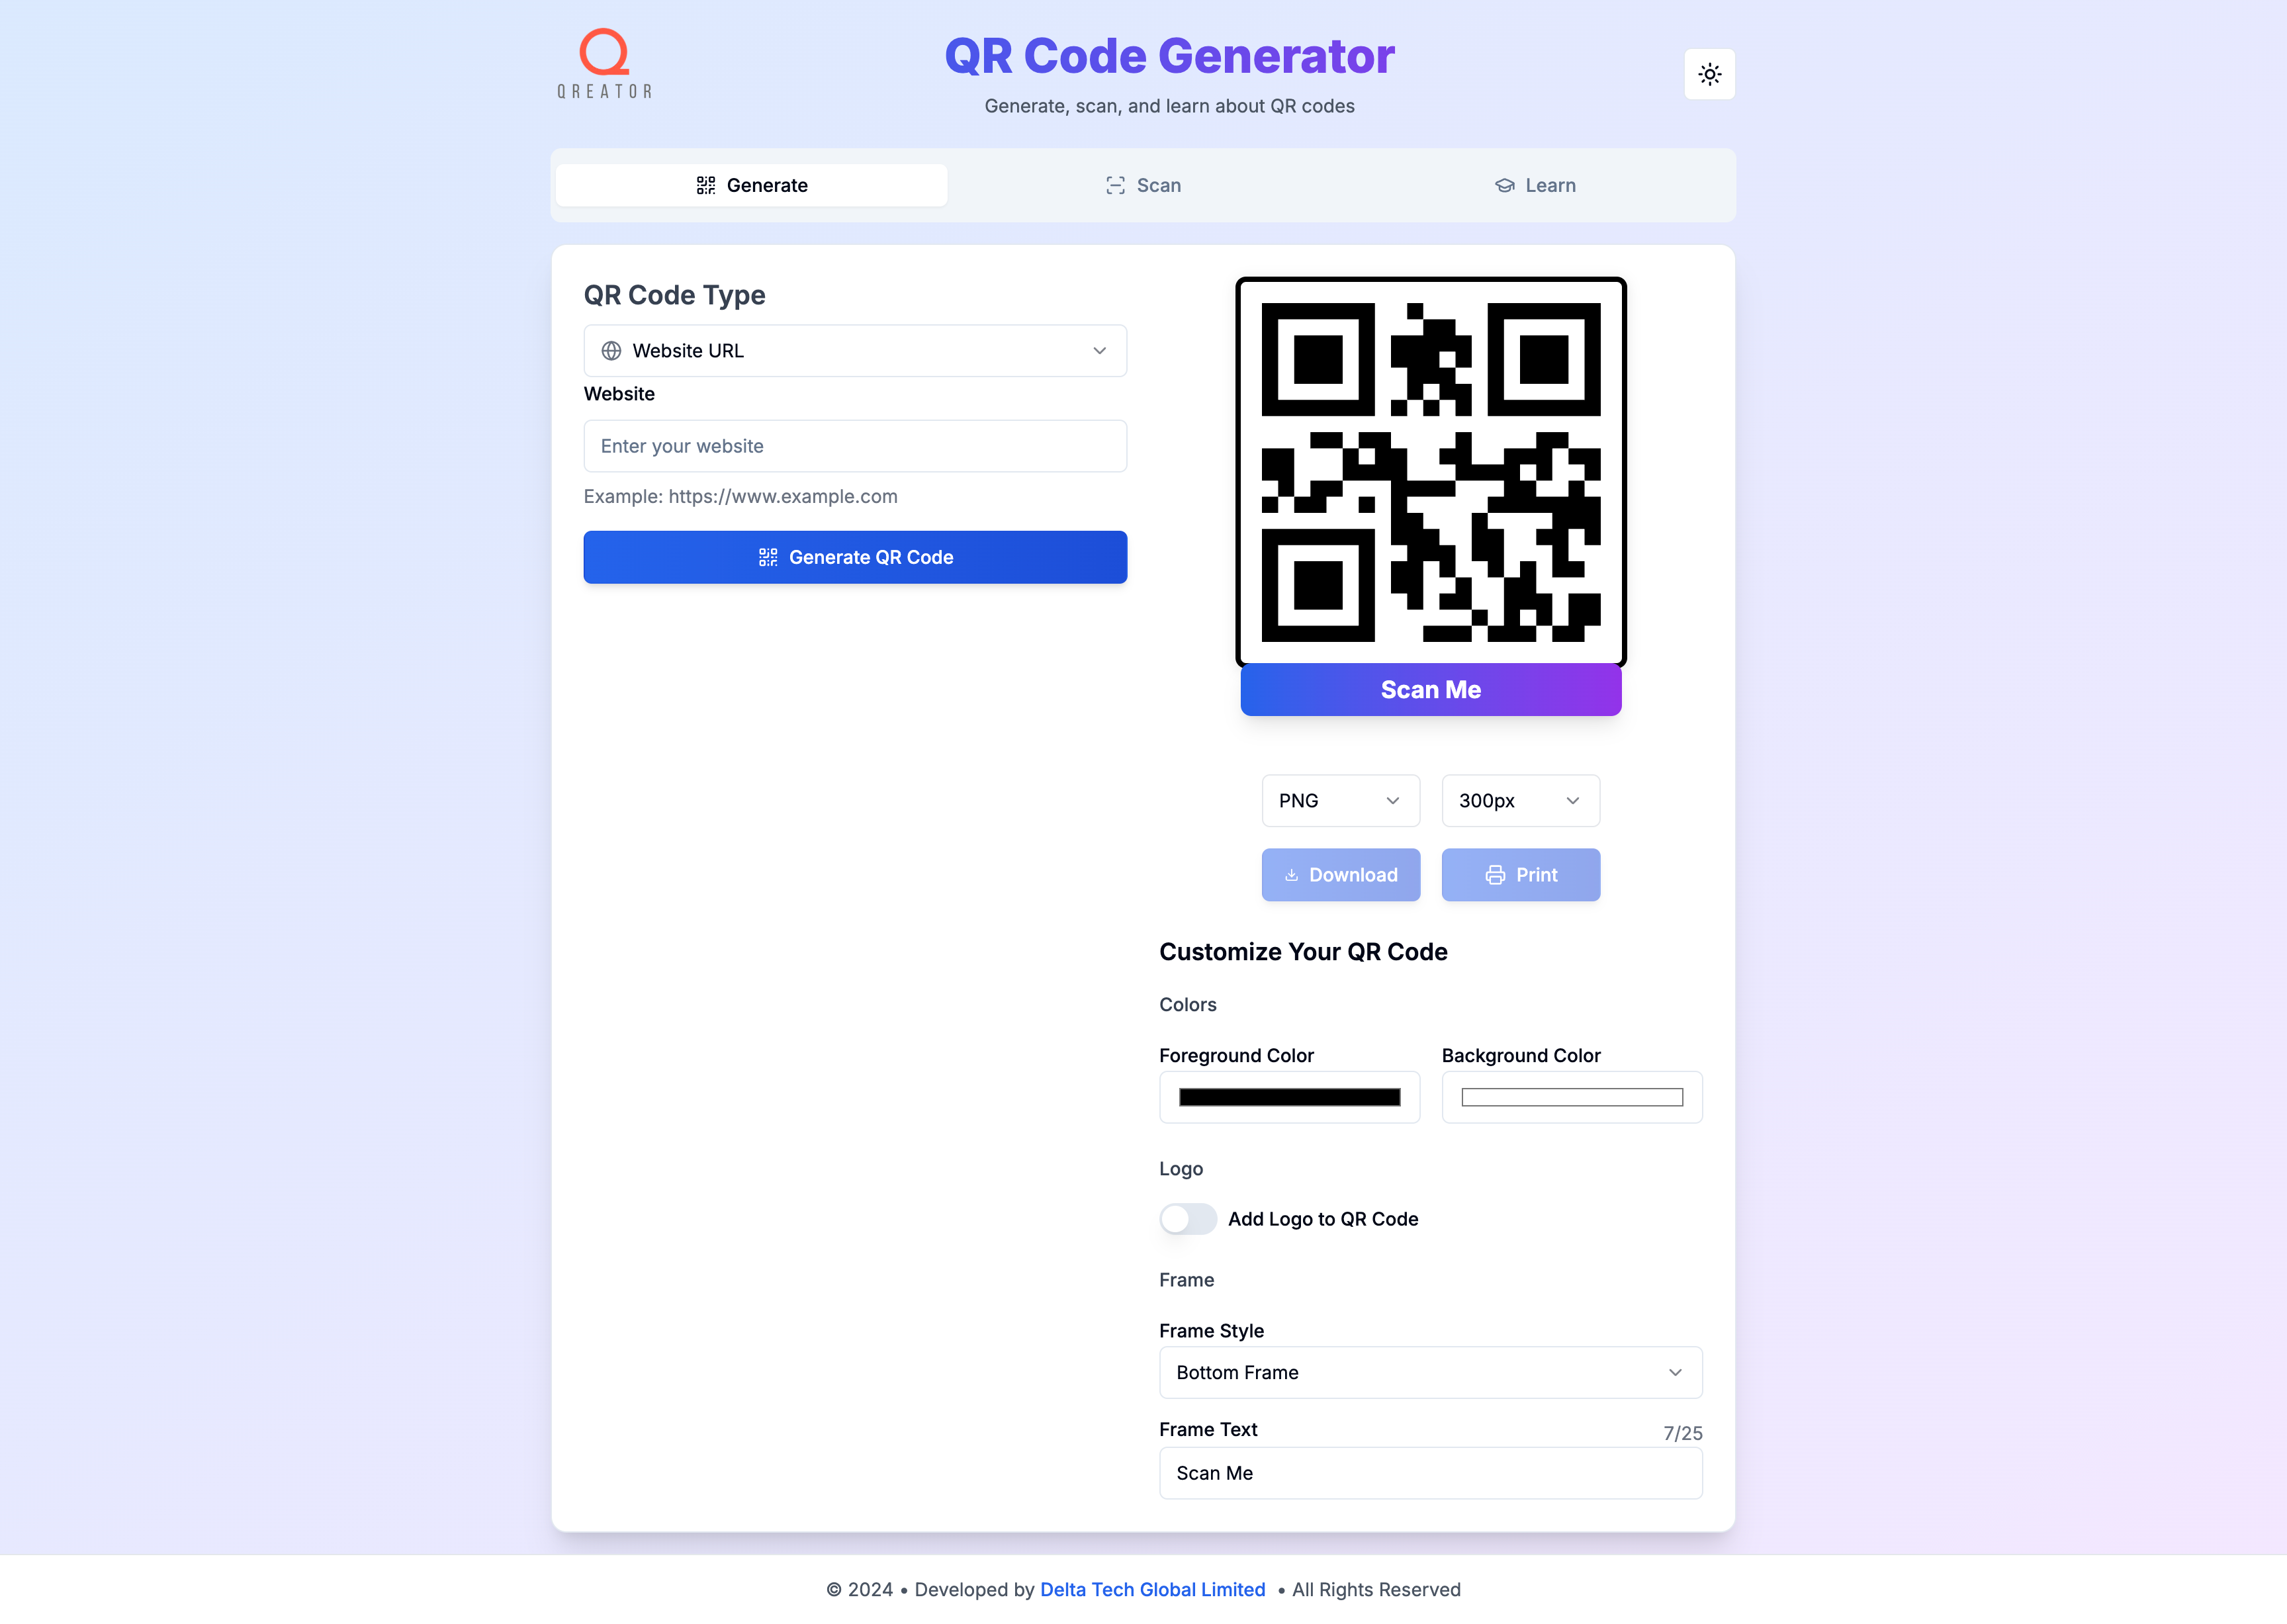 QREATOR
QR Code Generator
Generate, scan, and learn about QR codes
Generate
Scan
Learn
QR Code Type
Website URL
Website
Enter your website
Example: https://www.example.com
Generate QR Code
Scan Me
PNG
300px
Download
Print
Customize Your QR Code
Colors
Foreground Color
Background Color
Logo
Add Logo to QR Code
Frame
Frame Style
Bottom Frame
Frame Text
7/25
Scan Me
© 2024 • Developed by Delta Tech Global Limited • All Rights Reserved